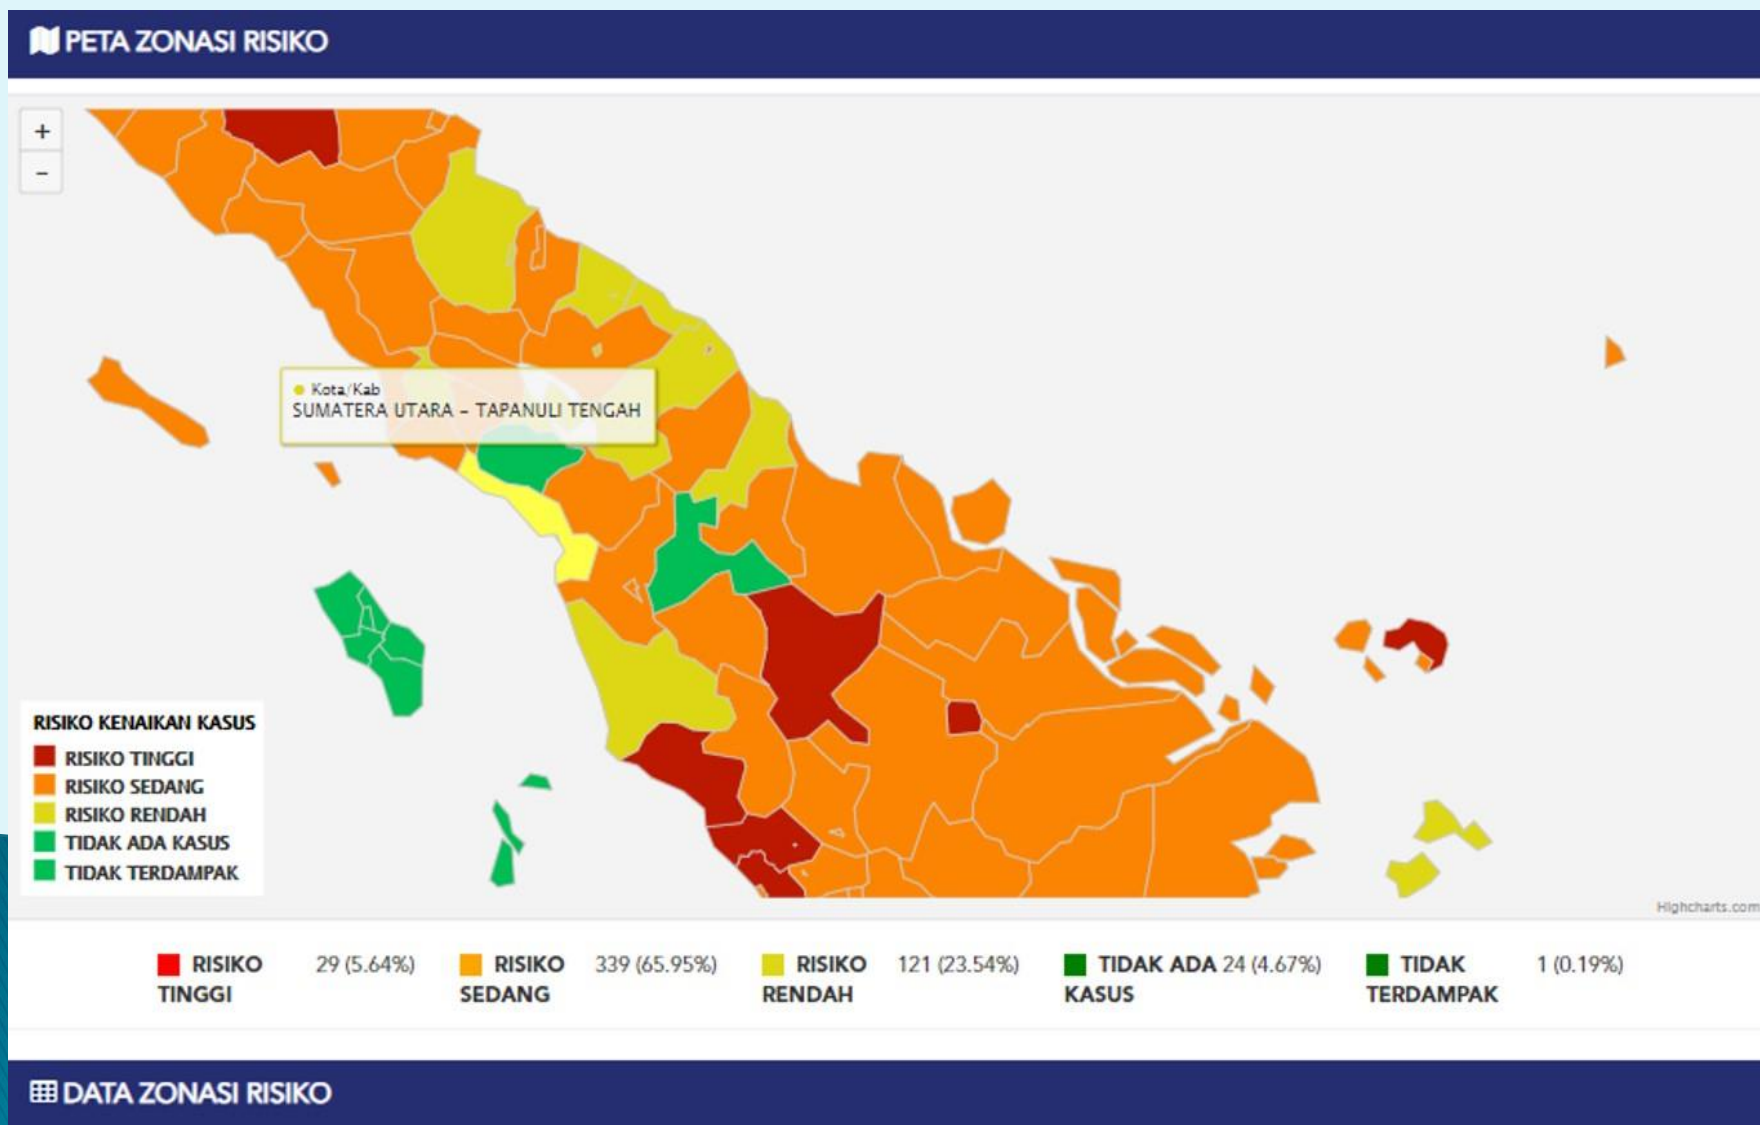 PETA ZONASI RISIKO
+
−
Kota/Kab
SUMATERA UTARA – TAPANULI TENGAH
RISIKO KENAIKAN KASUS
RISIKO TINGGI
RISIKO SEDANG
RISIKO RENDAH
TIDAK ADA KASUS
TIDAK TERDAMPAK
Highcharts.com
RISIKO TINGGI 29 (5.64%)
RISIKO SEDANG 339 (65.95%)
RISIKO RENDAH 121 (23.54%)
TIDAK ADA KASUS 24 (4.67%)
TIDAK TERDAMPAK 1 (0.19%)
DATA ZONASI RISIKO